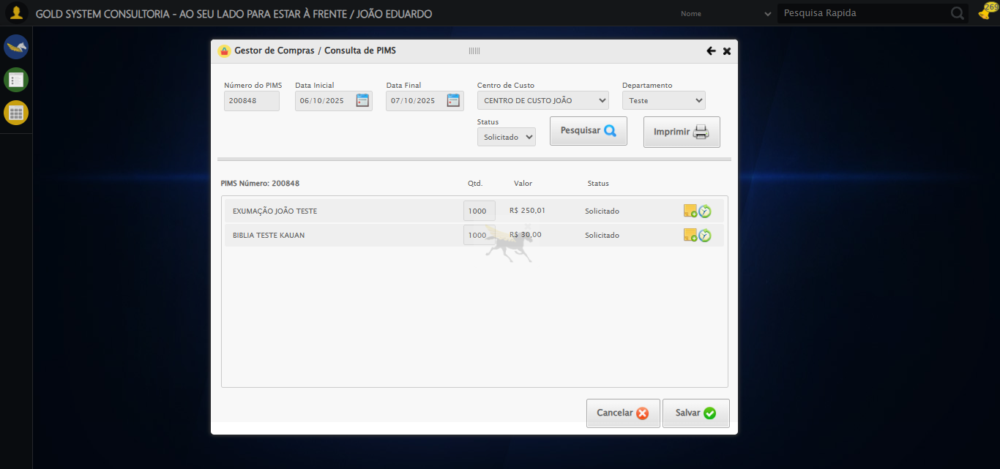 GOLD SYSTEM CONSULTORIA - AO SEU LADO PARA ESTAR À FRENTE / JOÃO EDUARDO
Nome
Pesquisa Rapida
269
Gestor de Compras / Consulta de PIMS
Número do PIMS Data Inicial Data Final Centro de Custo Departamento
200848 06/10/2025 07/10/2025 CENTRO DE CUSTO JOÃO Teste
Status
Solicitado Pesquisar Imprimir
PIMS Número: 200848 Qtd. Valor Status
EXUMAÇÃO JOÃO TESTE 1000 R$ 250,01 Solicitado
BIBLIA TESTE KAUAN 1000 R$ 30,00 Solicitado
Cancelar Salvar